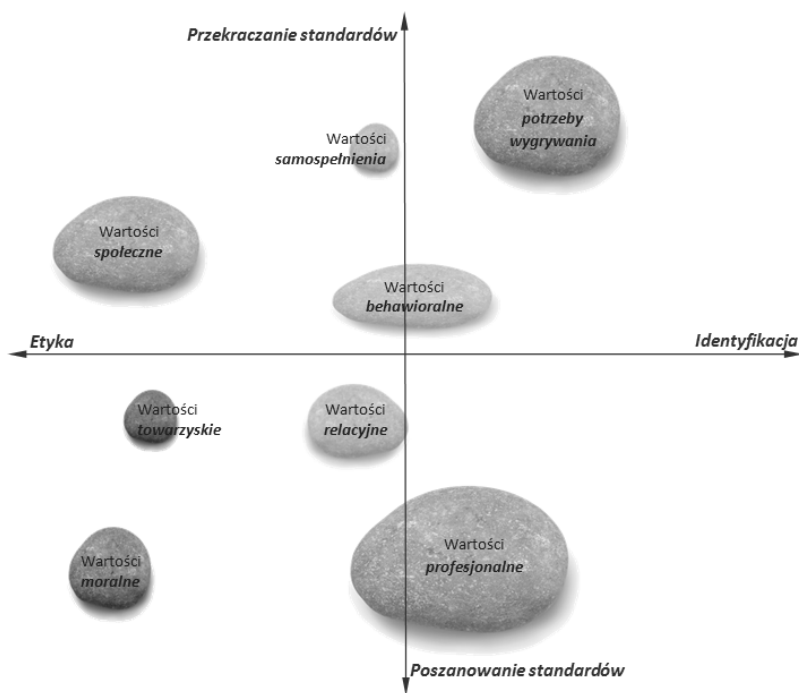 Przekraczanie standardów
Wartości
potrzeby
wygrywania
Wartości
samospełnienia
Wartości
społeczne
Wartości
behawioralne
Etyka
Identyfikacja
Wartości
towarzyskie
Wartości
relacyjne
Wartości
profesjonalne
Wartości
moralne
Poszanowanie standardów